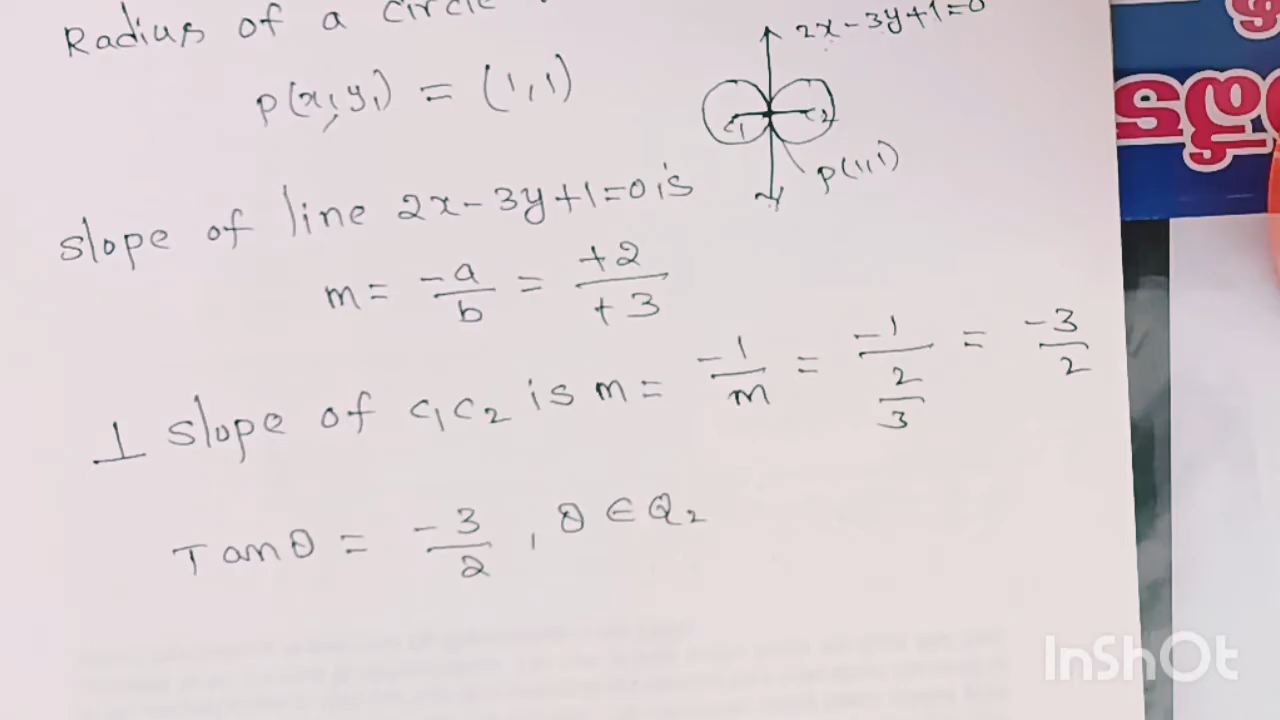 Radius of a circle
2x-3y+1=0
P(x₁, y₁) = (1,1)
C₁ C₂
P(1,1)
slope of line 2x-3y+1=0 is
m = -a/b = +2/+3
⊥ slope of C₁C₂ is m = -1/m = -1/(2/3) = -3/2
Tanθ = -3/2, θ ∈ Q₂
InShOt